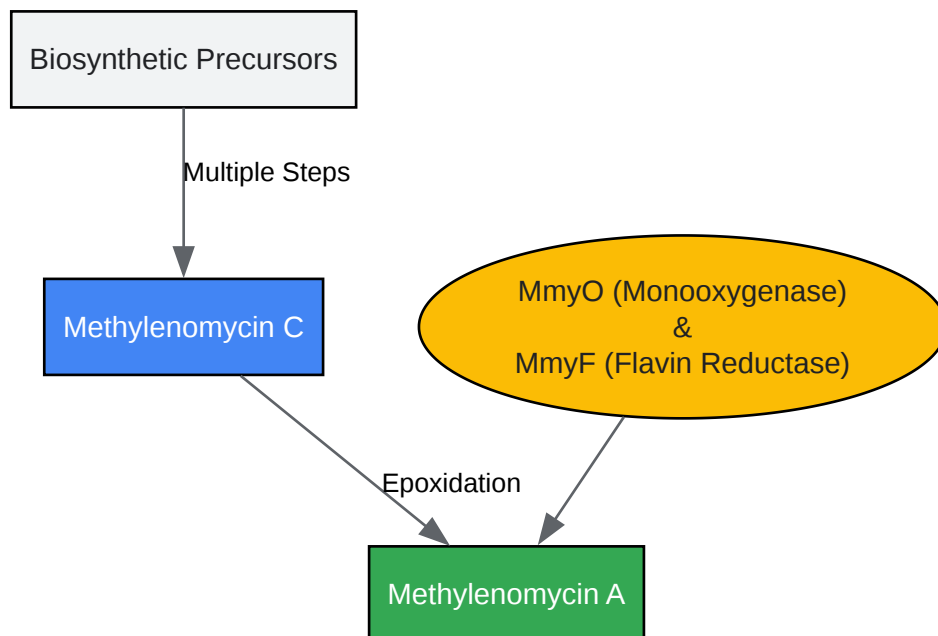 Biosynthetic Precursors
Multiple Steps
Methylenomycin C
MmyO (Monooxygenase)
&
MmyF (Flavin Reductase)
Epoxidation
Methylenomycin A